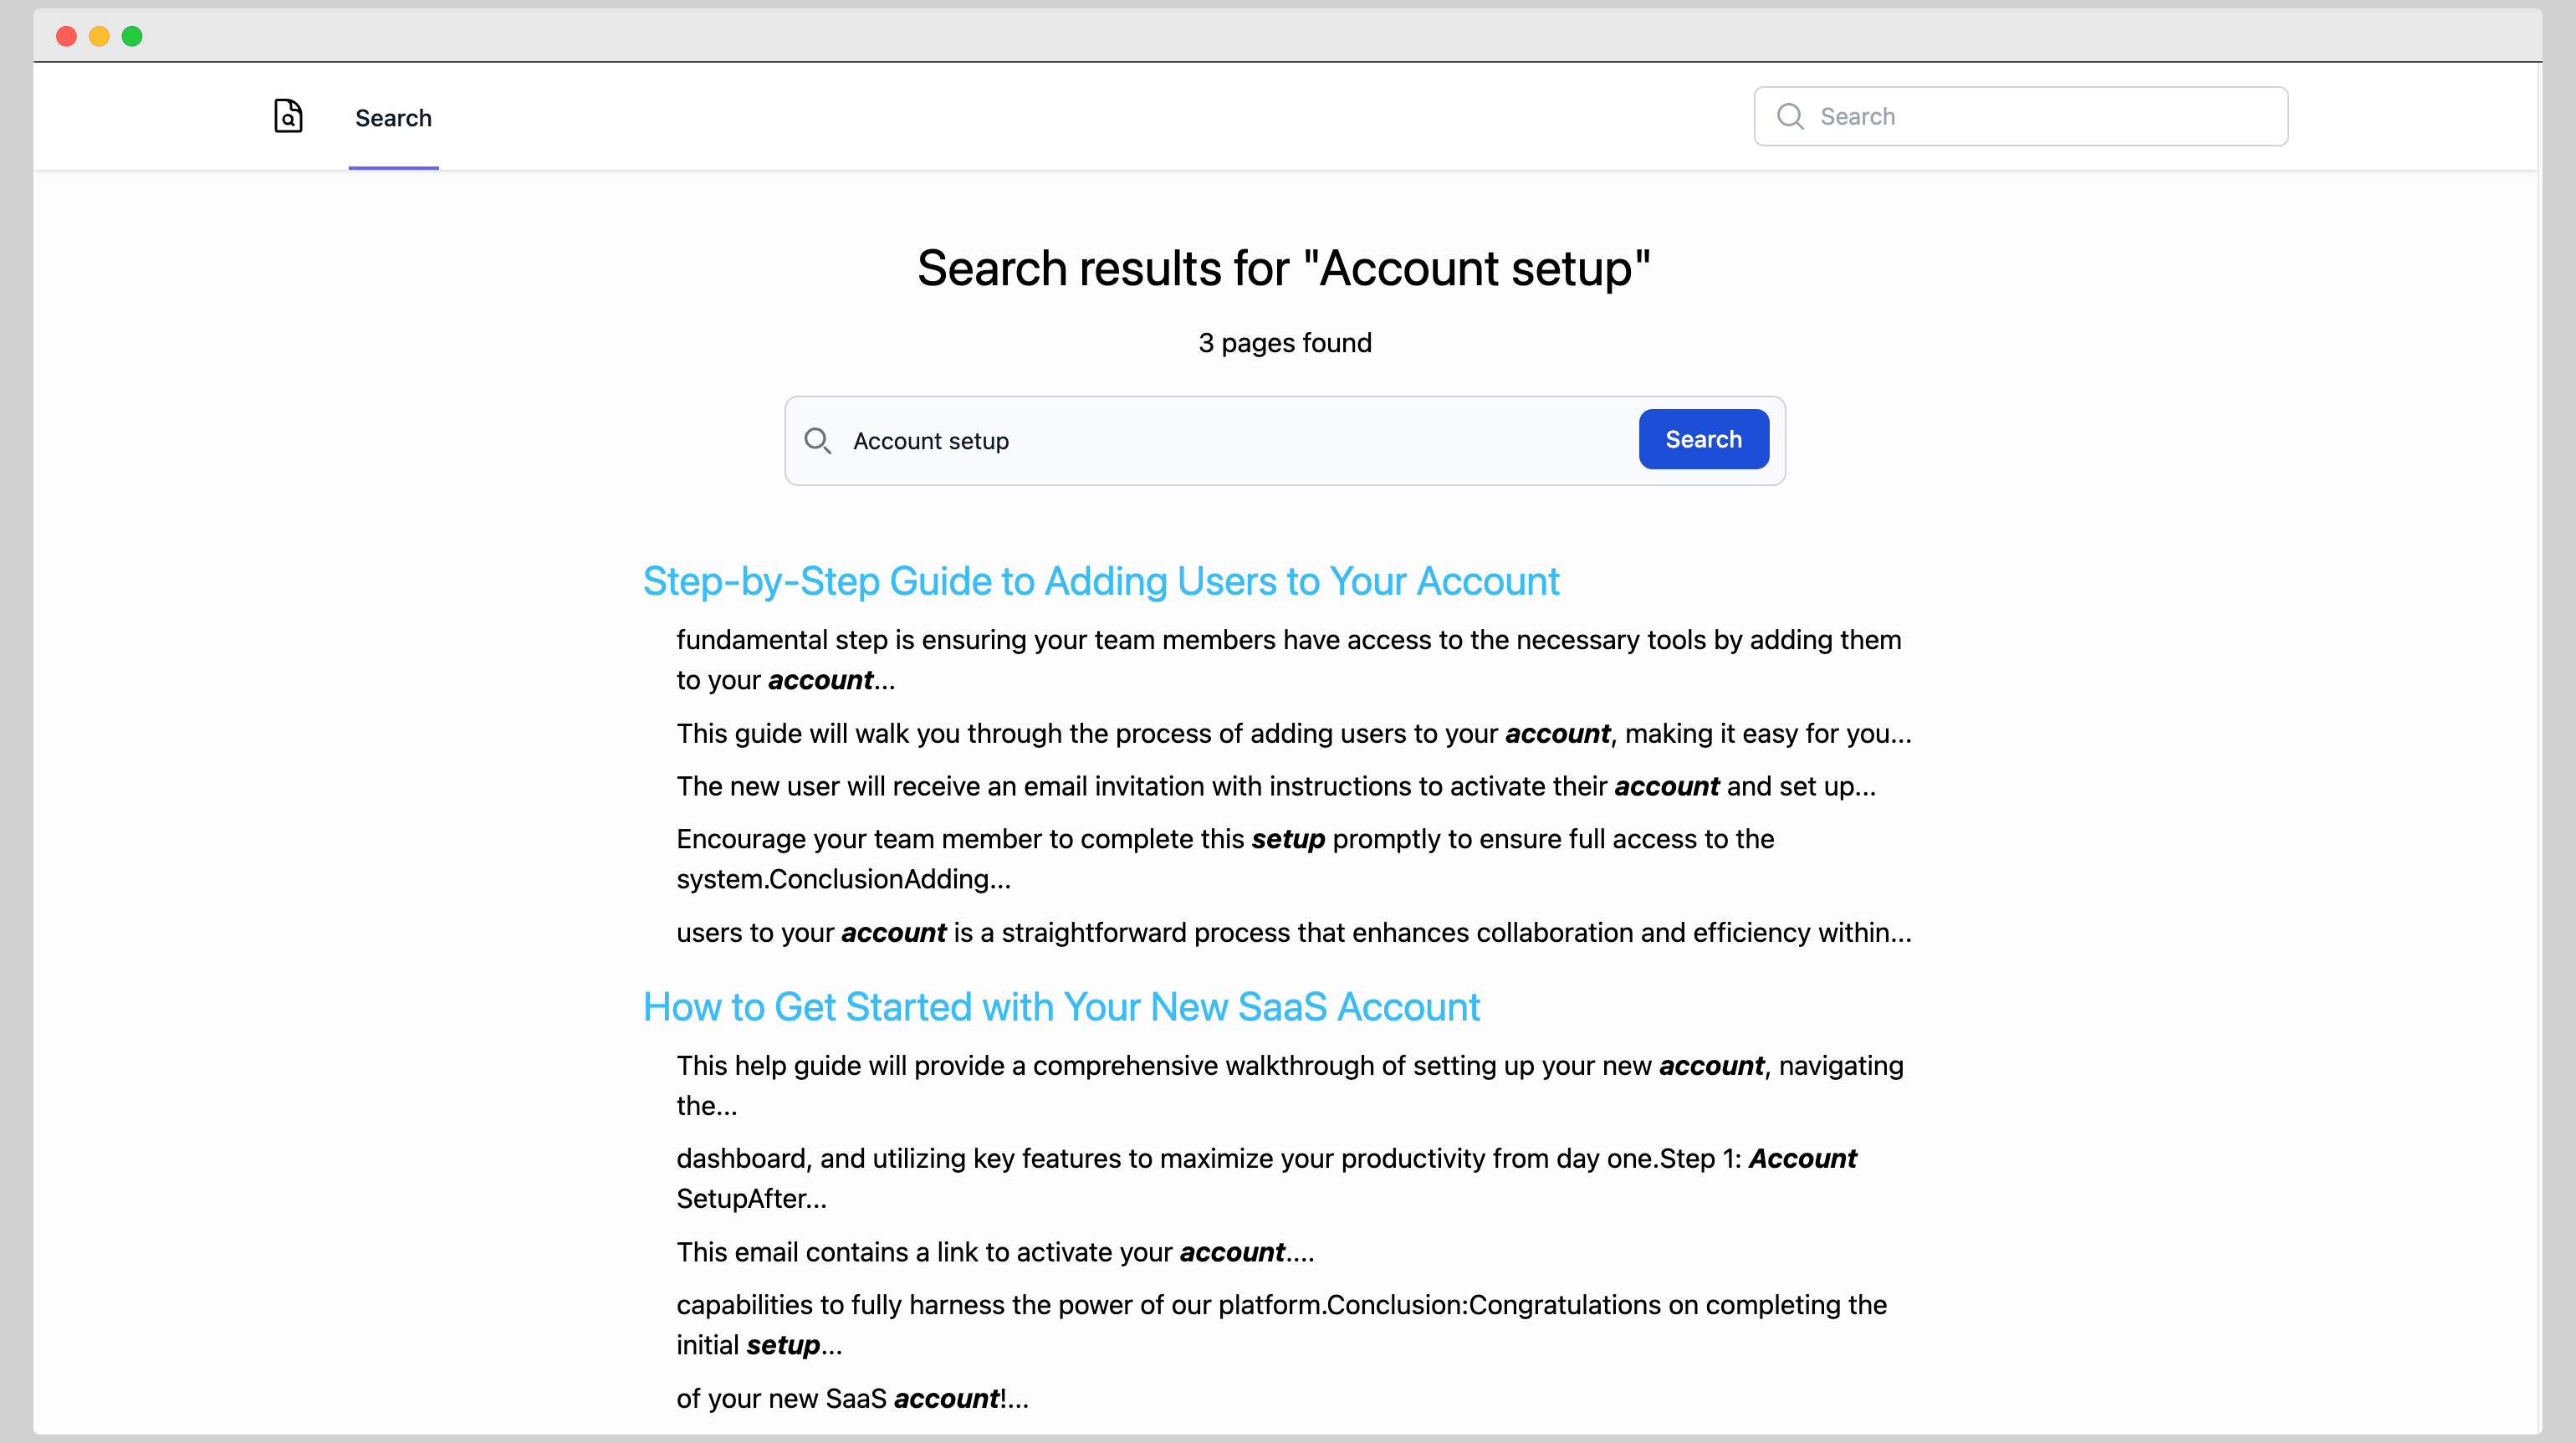 Search
Search
Search results for "Account setup"
3 pages found
Account setup
Search
Step-by-Step Guide to Adding Users to Your Account
fundamental step is ensuring your team members have access to the necessary tools by adding them
to your account...
This guide will walk you through the process of adding users to your account, making it easy for you...
The new user will receive an email invitation with instructions to activate their account and set up...
Encourage your team member to complete this setup promptly to ensure full access to the
system.ConclusionAdding...
users to your account is a straightforward process that enhances collaboration and efficiency within...
How to Get Started with Your New SaaS Account
This help guide will provide a comprehensive walkthrough of setting up your new account, navigating
the...
dashboard, and utilizing key features to maximize your productivity from day one.Step 1: Account
SetupAfter...
This email contains a link to activate your account....
capabilities to fully harness the power of our platform.Conclusion:Congratulations on completing the
initial setup...
of your new SaaS account!...